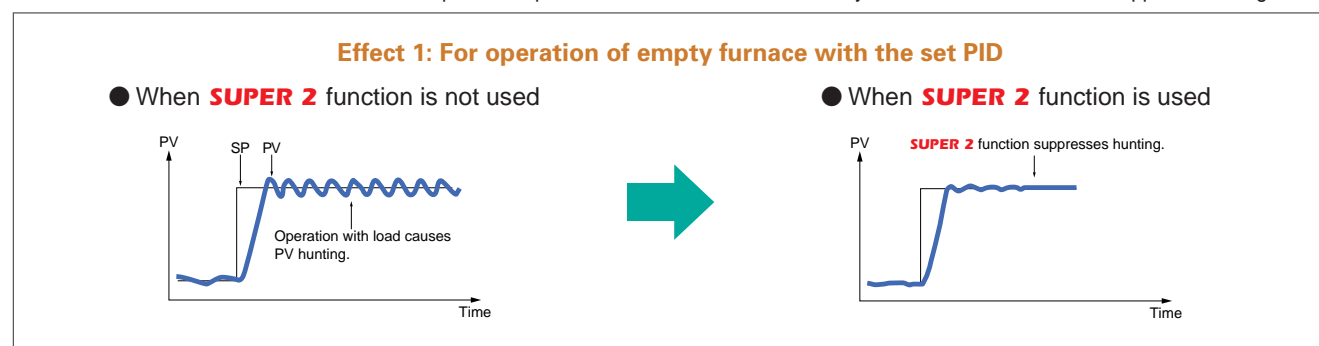 Effect 1: For operation of empty furnace with the set PID
● When SUPER 2 function is not used
PV
SP PV
Operation with load causes
PV hunting.
Time
● When SUPER 2 function is used
PV
SUPER 2 function suppresses hunting.
Time